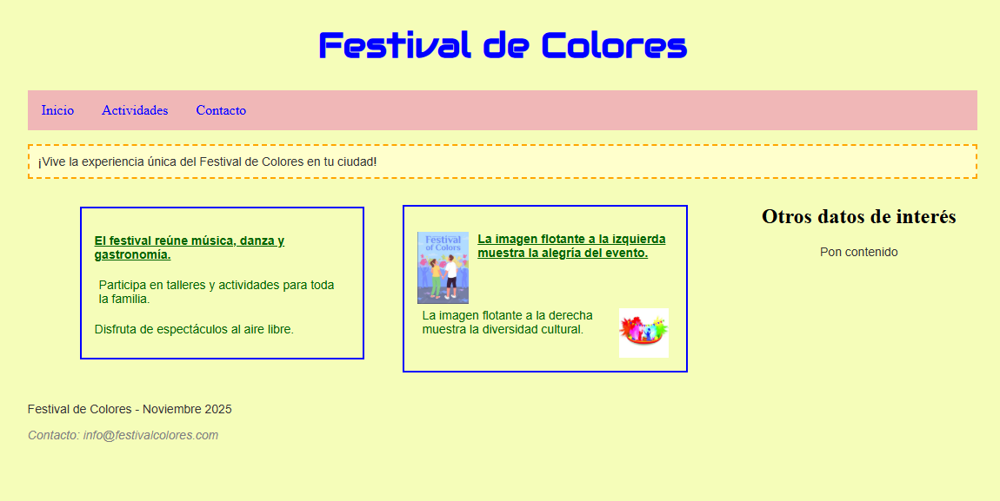 Festival de Colores
Inicio
Actividades
Contacto
¡Vive la experiencia única del Festival de Colores en tu ciudad!
El festival reúne música, danza y
gastronomía.
Participa en talleres y actividades para toda
la familia.
Disfruta de espectáculos al aire libre.
Festival
of Colors
La imagen flotante a la izquierda
muestra la alegría del evento.
La imagen flotante a la derecha
muestra la diversidad cultural.
Otros datos de interés
Pon contenido
Festival de Colores - Noviembre 2025
Contacto: info@festivalcolores.com